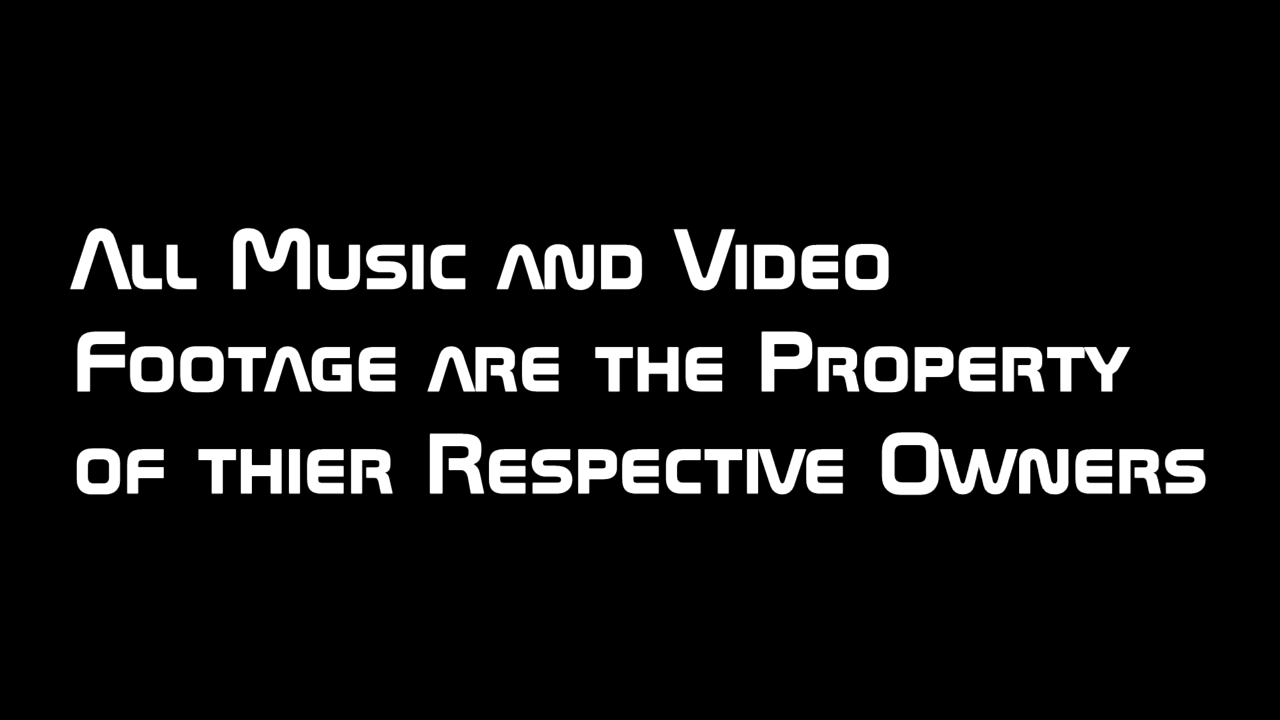 All Music and Video
Footage are the Property
of thier Respective Owners